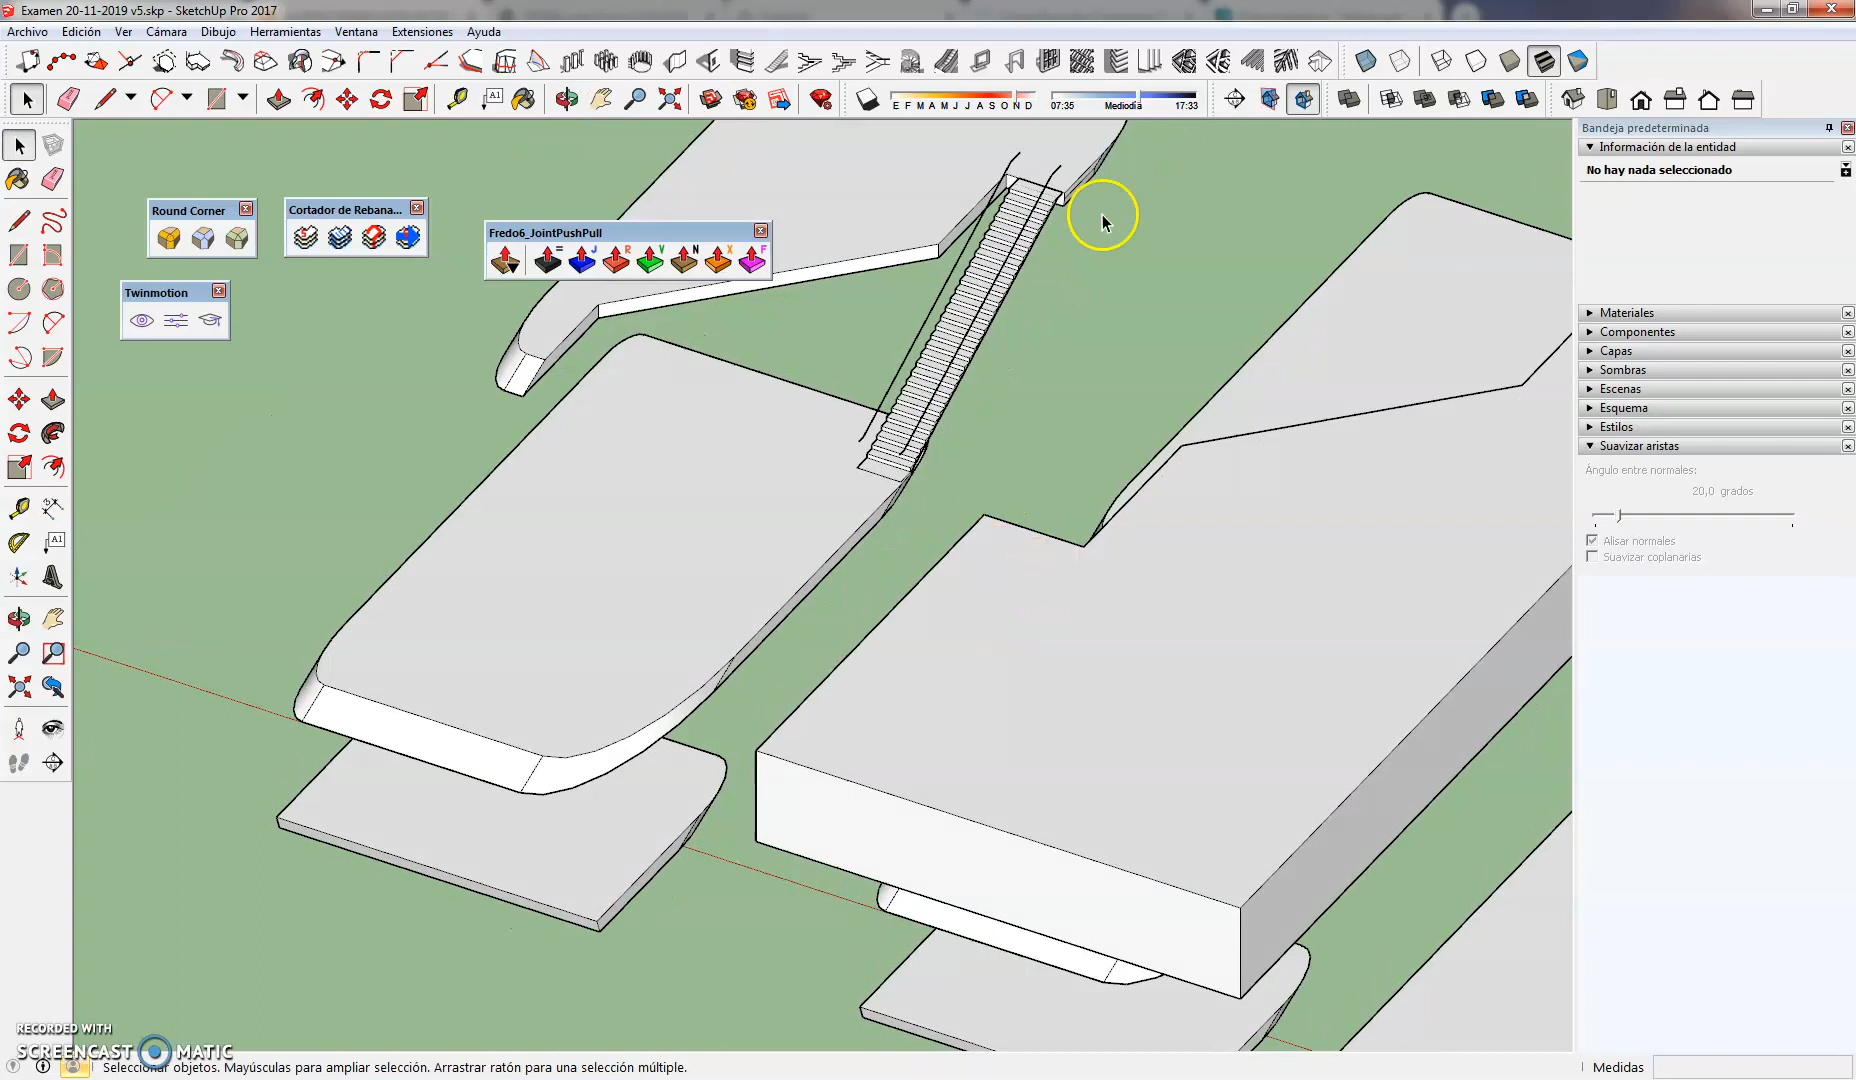 Examen 20-11-2019 v5.skp - SketchUp Pro 2017
Archivo Edición Ver Cámara Dibujo Herramientas Ventana Extensiones Ayuda
A1
E F M A M J J A S O N D
07:35 Mediodía 17:33
Bandeja predeterminada
Información de la entidad
No hay nada seleccionado
Round Corner
Cortador de Rebana...
Fredo6_JointPushPull
= J R V N X F
Twinmotion
Materiales
Componentes
Capas
Sombras
Escenas
Esquema
Estilos
Suavizar aristas
Ángulo entre normales:
20,0 grados
Alisar normales
Suavizar coplanarias
A1
RECORDED WITH
SCREENCAST MATIC
Seleccionar objetos. Mayúsculas para ampliar selección. Arrastrar ratón para una selección múltiple.
Medidas